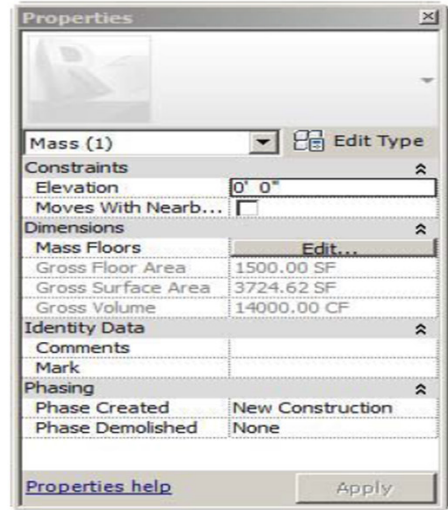 Properties
Mass (1) Edit Type
Constraints
Elevation 0' 0"
Moves With Nearb...
Dimensions
Mass Floors Edit...
Gross Floor Area 1500.00 SF
Gross Surface Area 3724.62 SF
Gross Volume 14000.00 CF
Identity Data
Comments
Mark
Phasing
Phase Created New Construction
Phase Demolished None
Properties help Apply